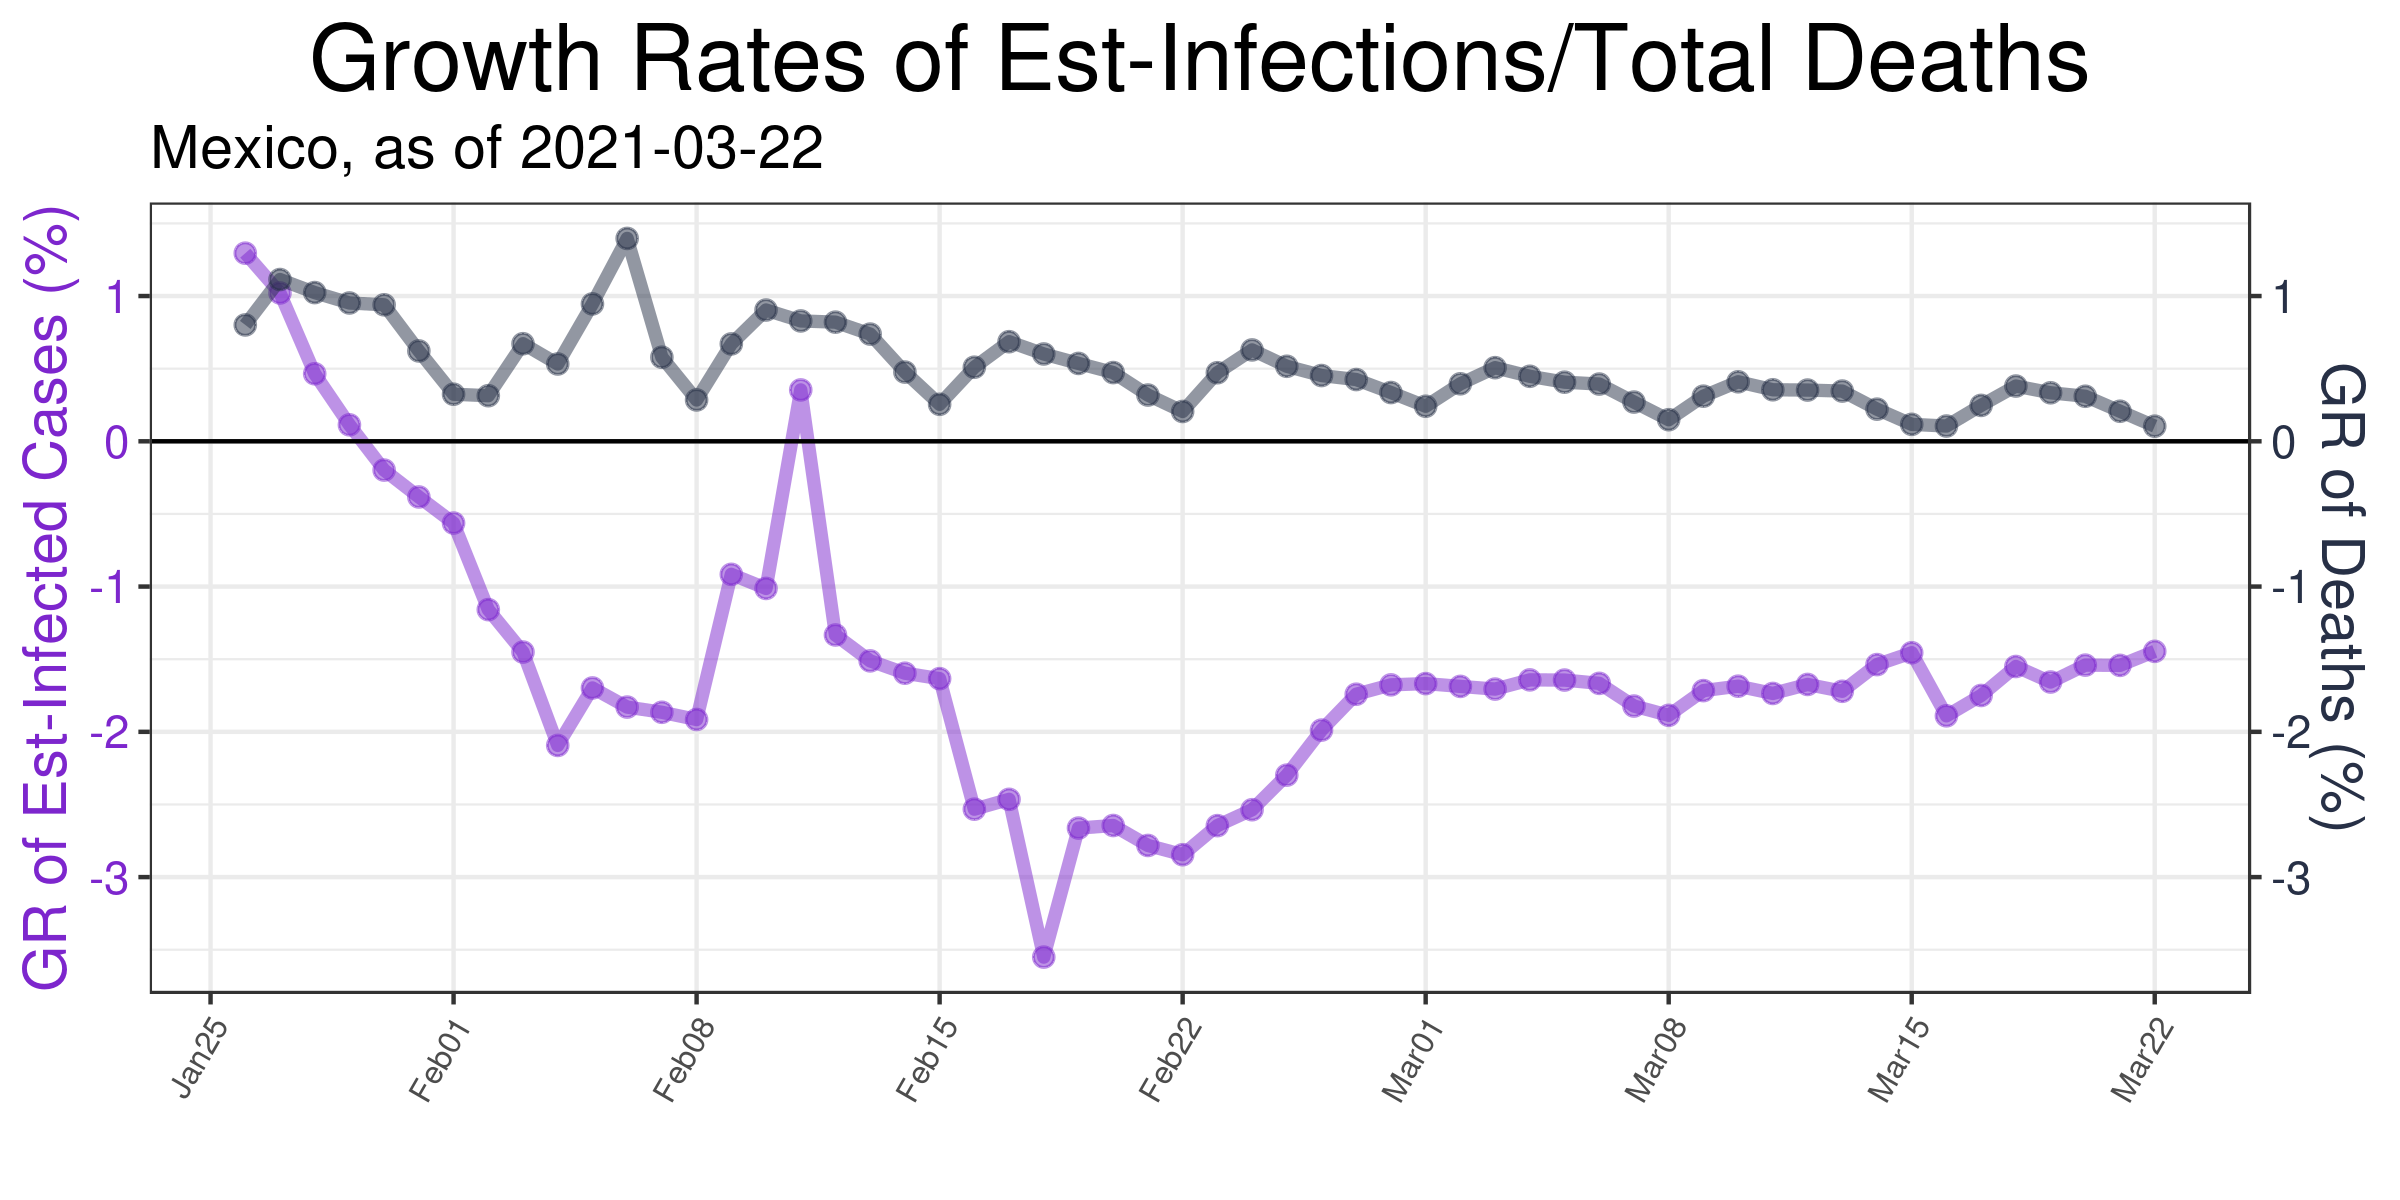 Growth Rates of Est-Infections/Total Deaths
Mexico, as of 2021-03-22
GR of Est-Infected Cases (%)
1
0
-1
-2
-3
1
0
-1
-2
-3
GR of Deaths (%)
Jan25
Feb01
Feb08
Feb15
Feb22
Mar01
Mar08
Mar15
Mar22